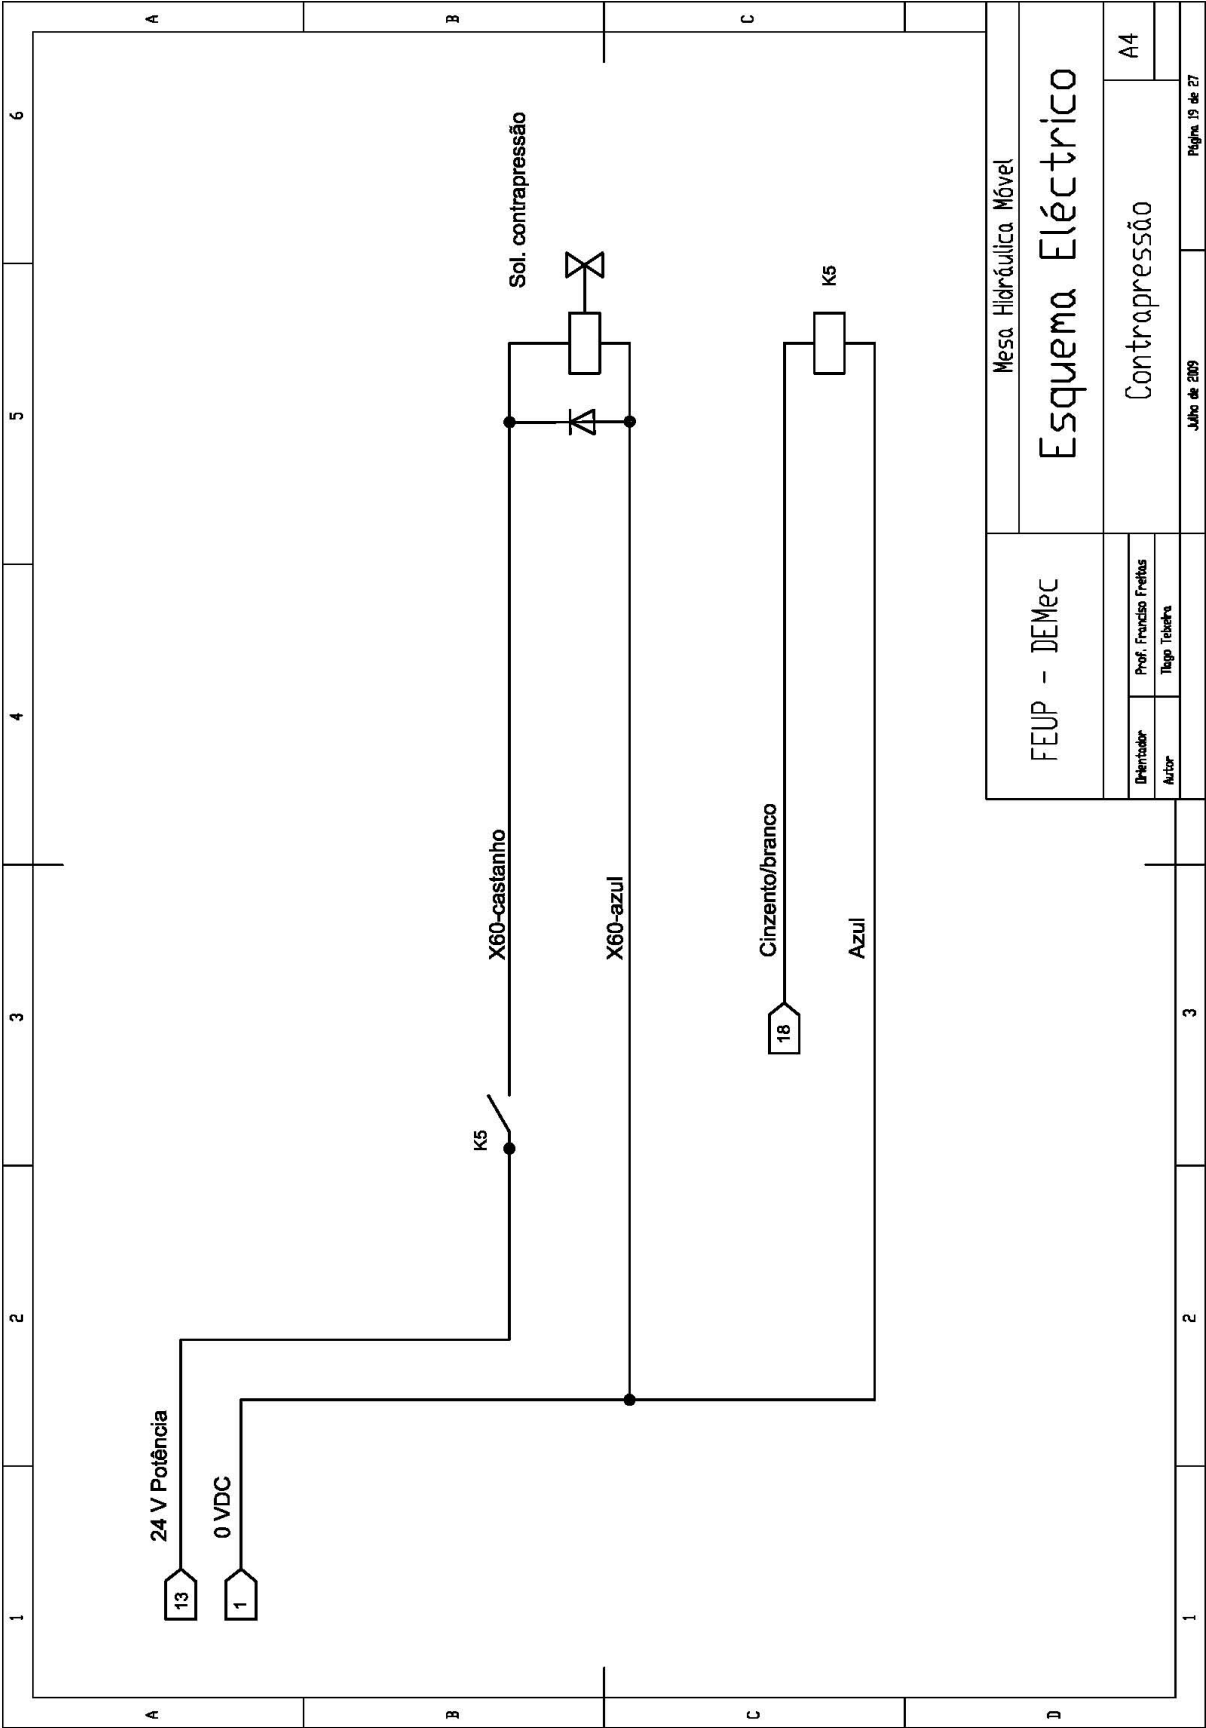 1 2 3 4 5 6
A A
B B
C C
D
1 2 3
13 24 V Potência
1 0 VDC
K5
X60-castanho
Sol. contrapressão
X60-azul
18 Cinzento/branco
K5
Azul
FEUP - DEMec
Mesa Hidráulica Móvel
Esquema Eléctrico
Contrapressão
A4
Orientador Prof. Franciso Freitas
Autor Tiago Teixeira
Julho de 2009
Página 19 de 27